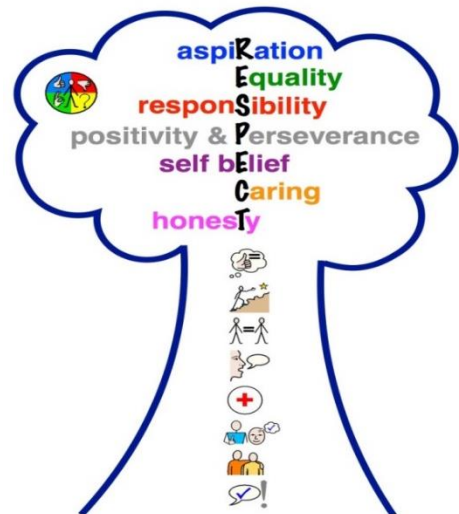 aspiRation
Equality
responSibility
positivity & Perseverance
self bElief
Caring
honesTy